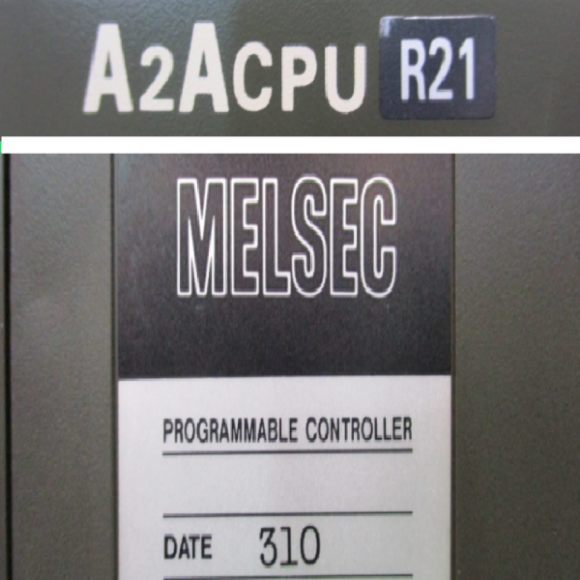 A2ACPU R21
MELSEC
PROGRAMMABLE CONTROLLER
DATE 310